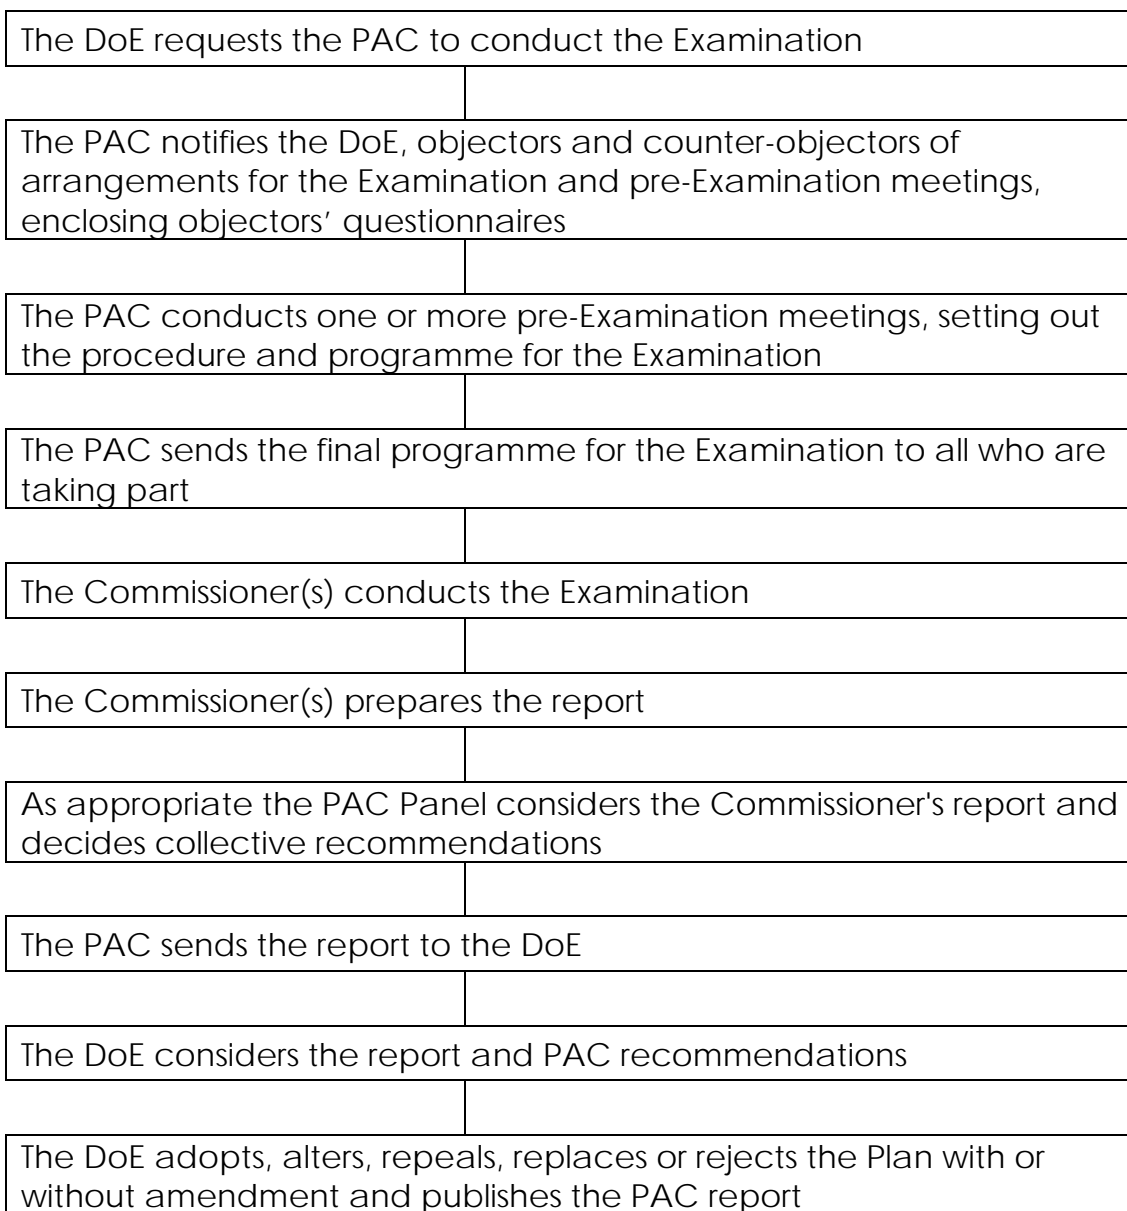 The DoE requests the PAC to conduct the Examination
The PAC notifies the DoE, objectors and counter-objectors of
arrangements for the Examination and pre-Examination meetings,
enclosing objectors’ questionnaires
The PAC conducts one or more pre-Examination meetings, setting out
the procedure and programme for the Examination
The PAC sends the final programme for the Examination to all who are
taking part
The Commissioner(s) conducts the Examination
The Commissioner(s) prepares the report
As appropriate the PAC Panel considers the Commissioner's report and
decides collective recommendations
The PAC sends the report to the DoE
The DoE considers the report and PAC recommendations
The DoE adopts, alters, repeals, replaces or rejects the Plan with or
without amendment and publishes the PAC report